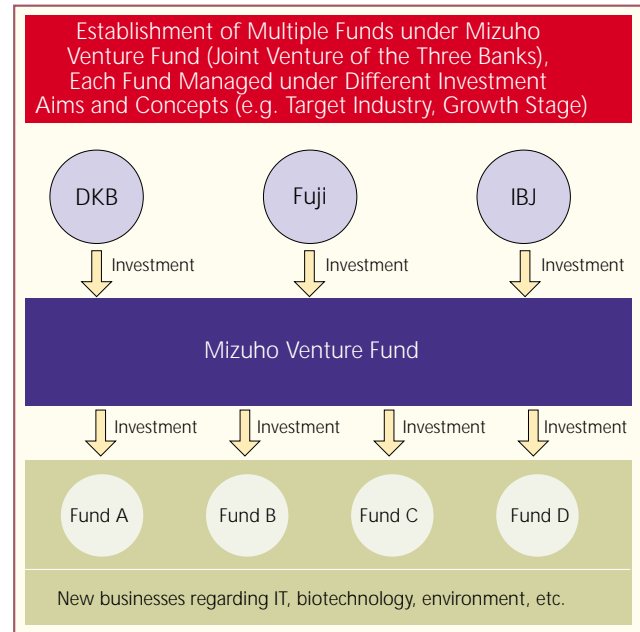 Establishment of Multiple Funds under Mizuho
Venture Fund (Joint Venture of the Three Banks),
Each Fund Managed under Different Investment
Aims and Concepts (e.g. Target Industry, Growth Stage)
DKB
Fuji
IBJ
Investment
Investment
Investment
Mizuho Venture Fund
Investment
Investment
Investment
Investment
Fund A
Fund B
Fund C
Fund D
New businesses regarding IT, biotechnology, environment, etc.